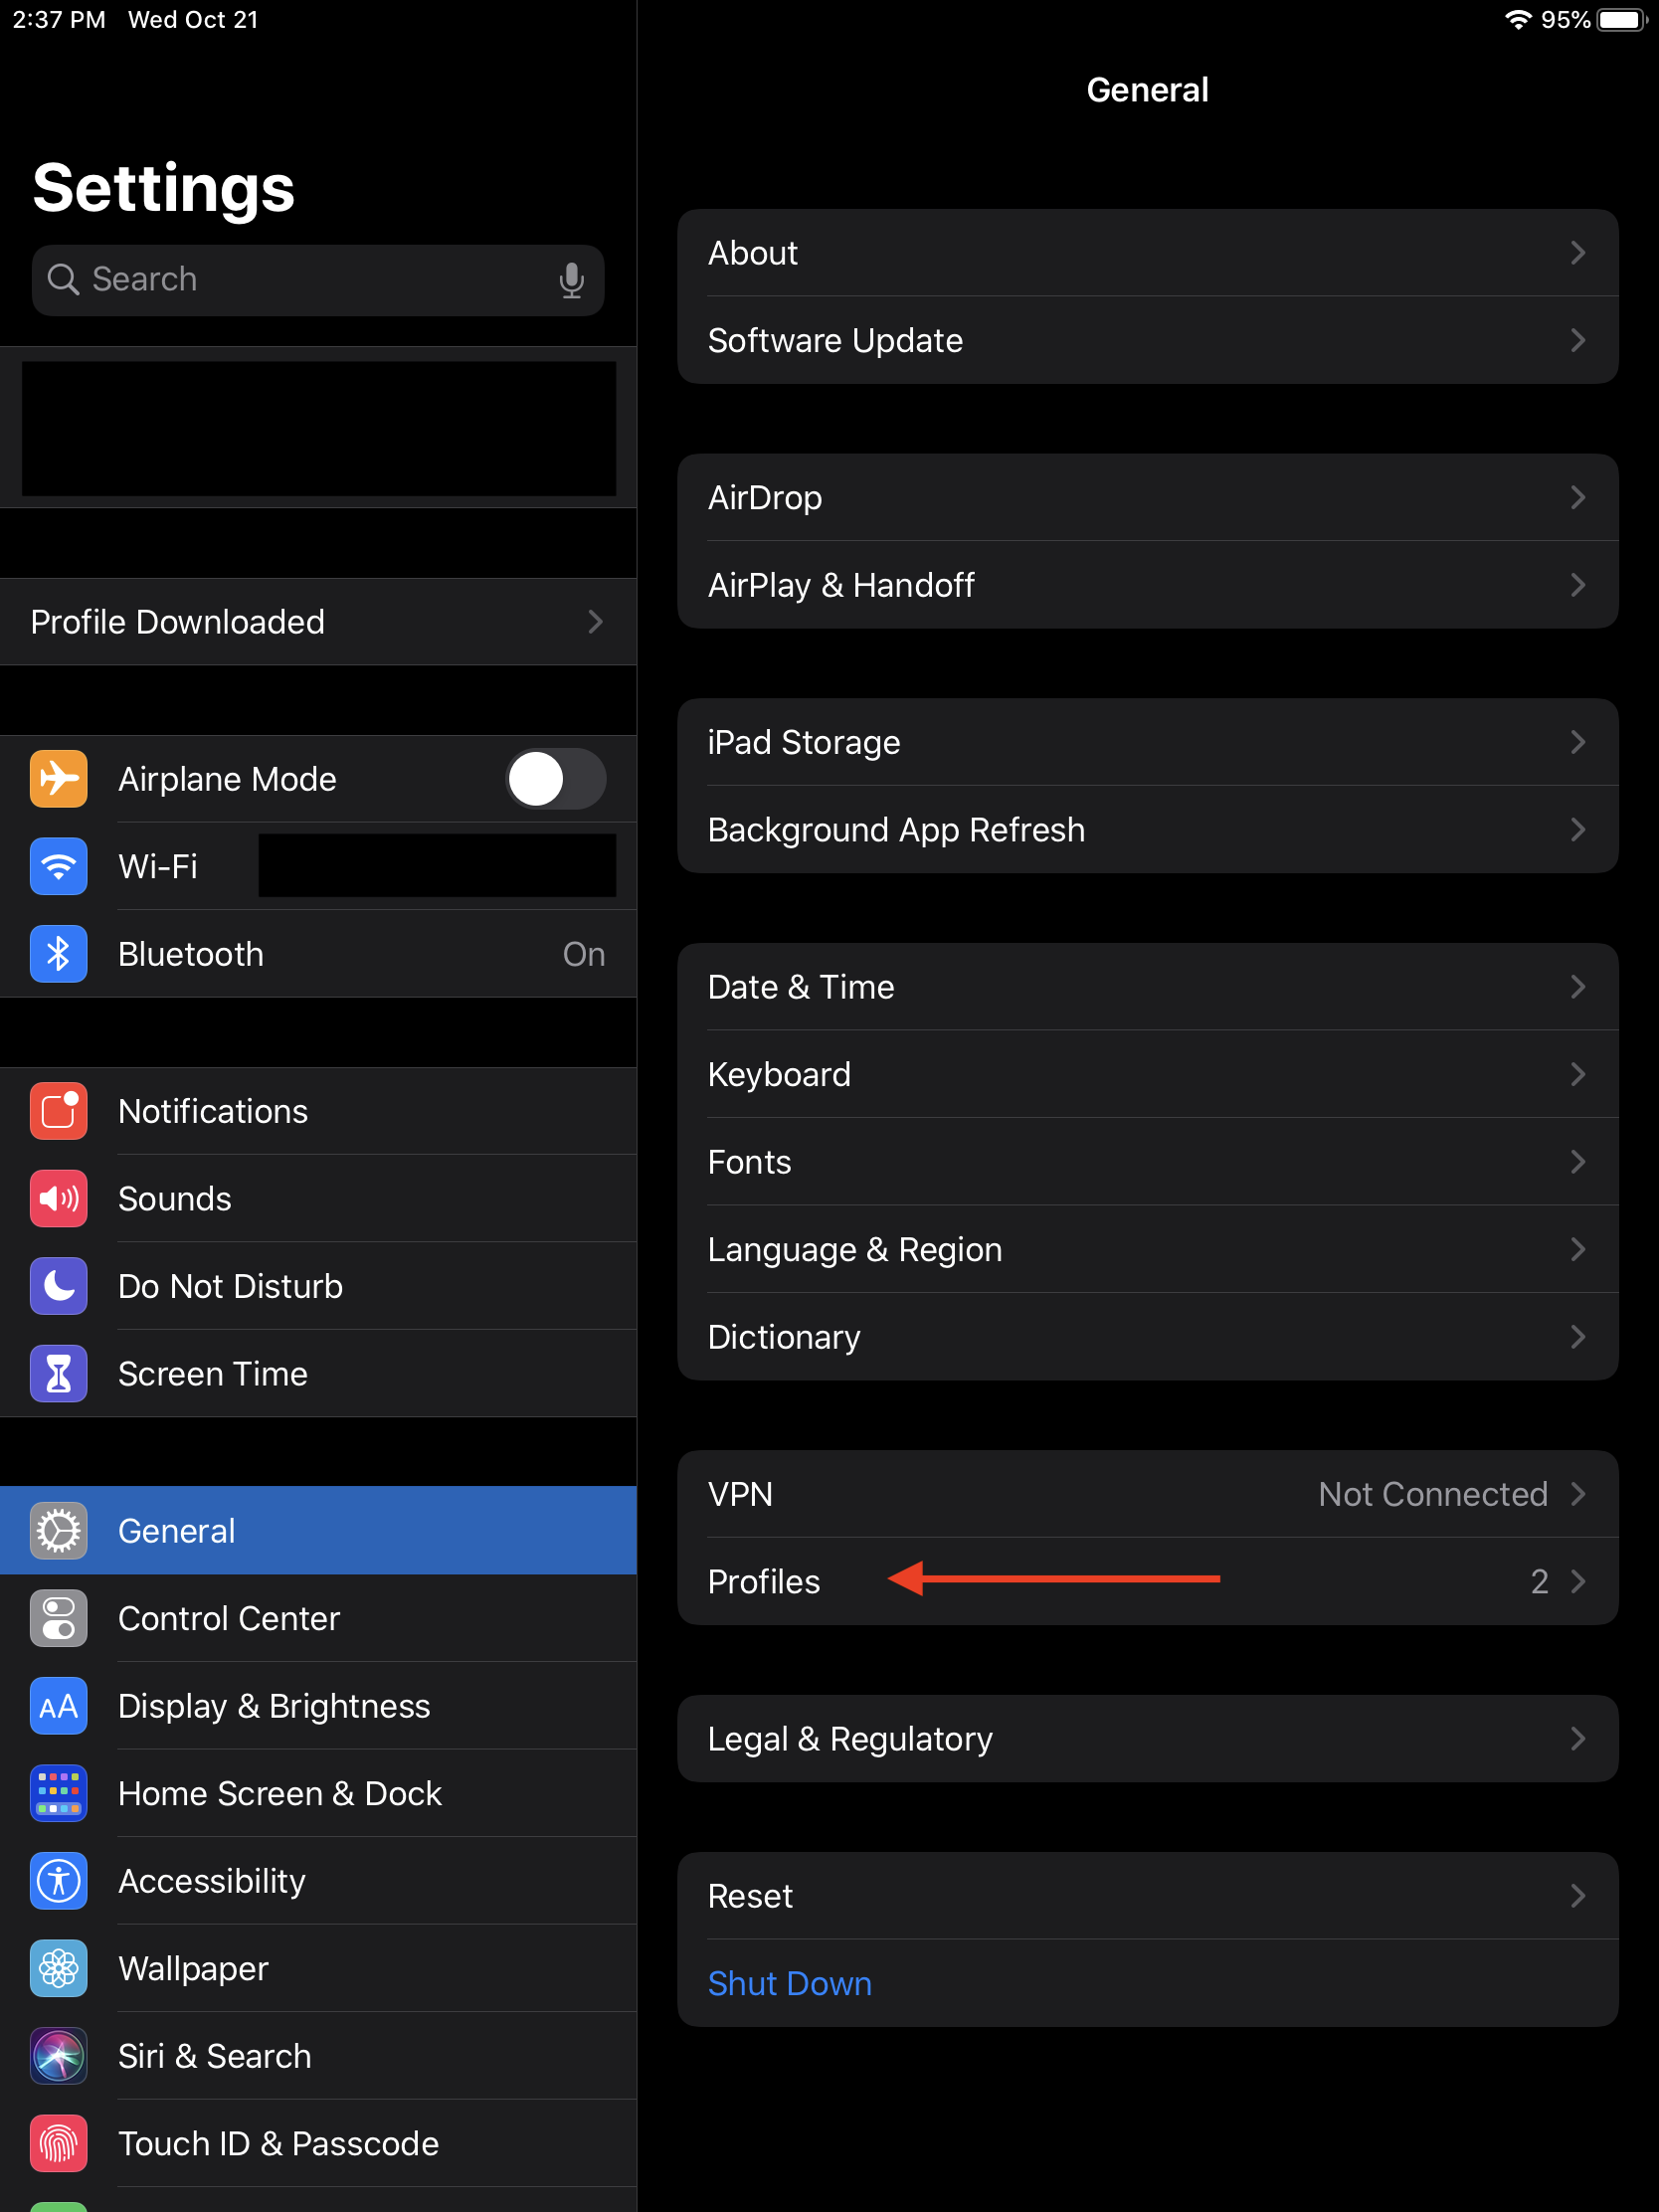 2:37 PM Wed Oct 21
95%
Settings
Search
Profile Downloaded
Airplane Mode
Wi-Fi
Bluetooth On
Notifications
Sounds
Do Not Disturb
Screen Time
General
Control Center
AA Display & Brightness
Home Screen & Dock
Accessibility
Wallpaper
Siri & Search
Touch ID & Passcode
General
About
Software Update
AirDrop
AirPlay & Handoff
iPad Storage
Background App Refresh
Date & Time
Keyboard
Fonts
Language & Region
Dictionary
VPN Not Connected
Profiles 2
Legal & Regulatory
Reset
Shut Down